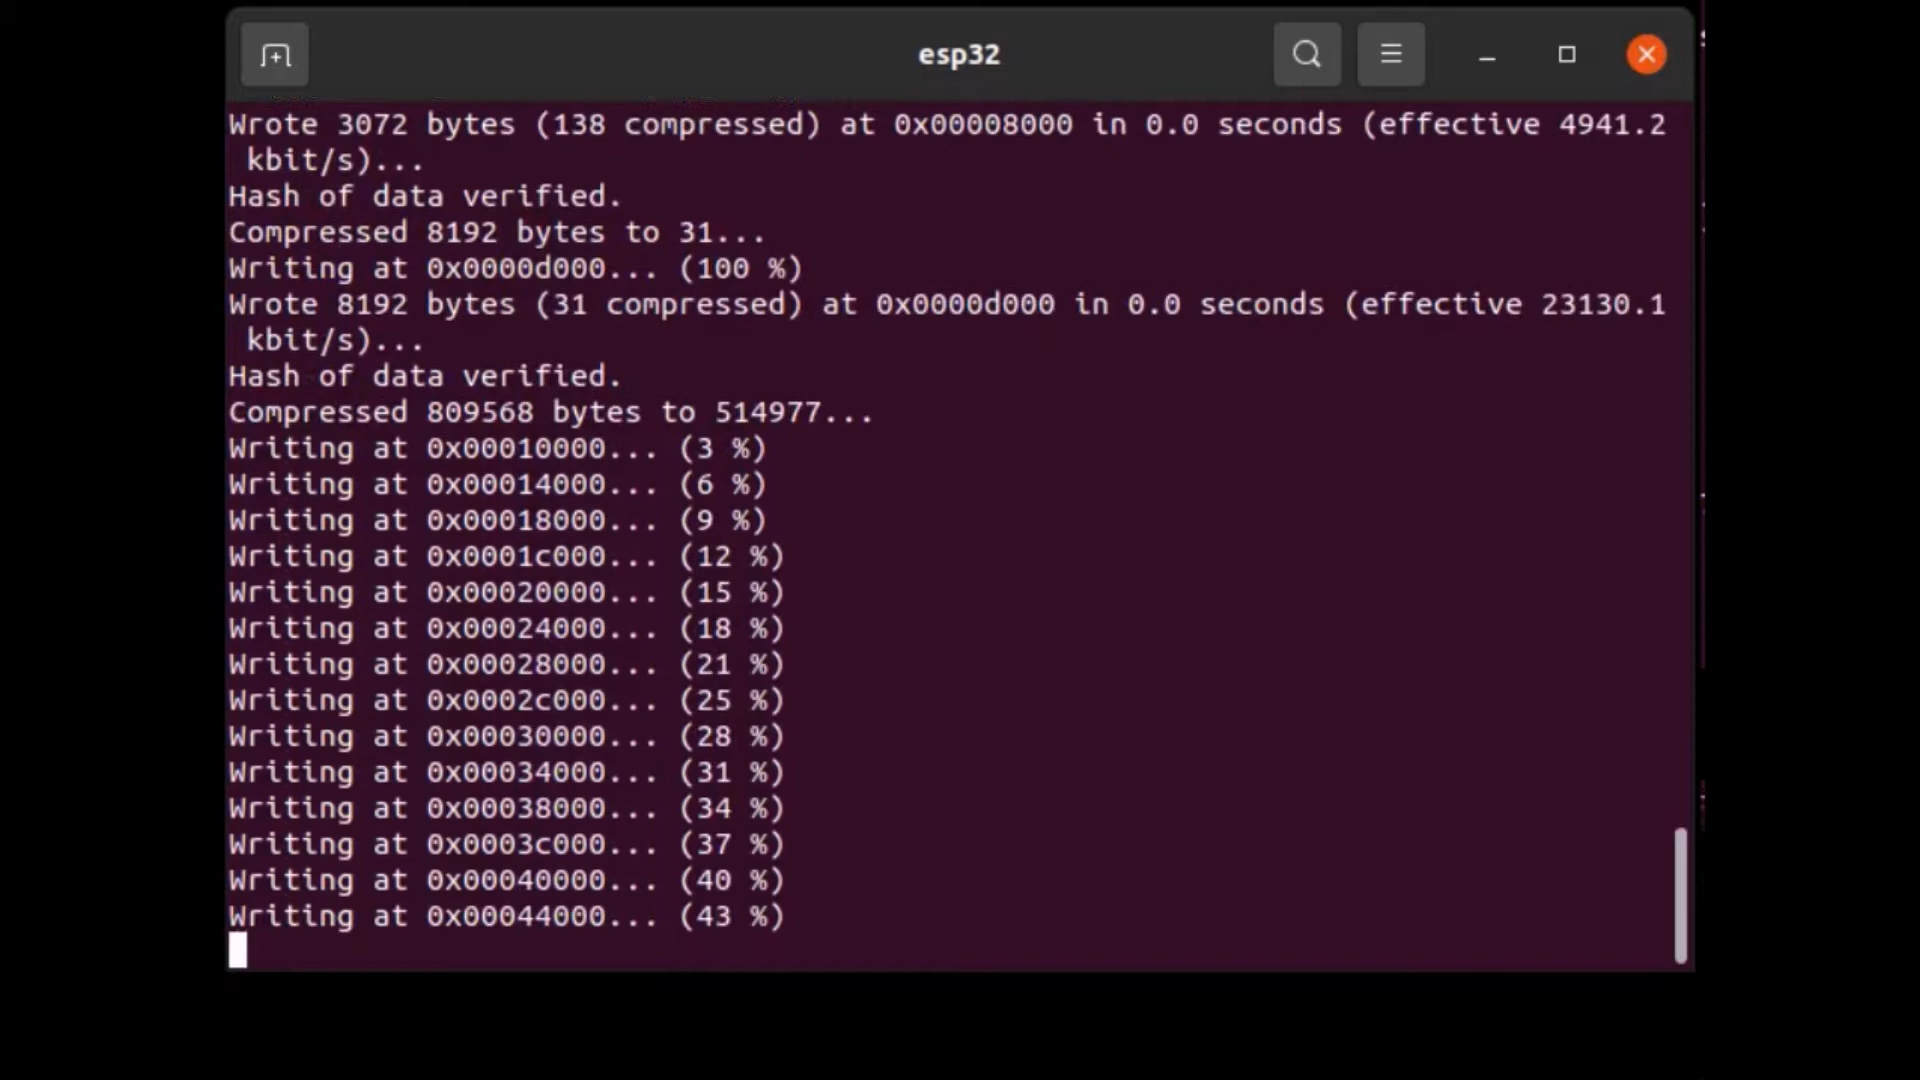 esp32
Wrote 3072 bytes (138 compressed) at 0x00008000 in 0.0 seconds (effective 4941.2
kbit/s)...
Hash of data verified.
Compressed 8192 bytes to 31...
Writing at 0x0000d000... (100 %)
Wrote 8192 bytes (31 compressed) at 0x0000d000 in 0.0 seconds (effective 23130.1
kbit/s)...
Hash of data verified.
Compressed 809568 bytes to 514977...
Writing at 0x00010000... (3 %)
Writing at 0x00014000... (6 %)
Writing at 0x00018000... (9 %)
Writing at 0x0001c000... (12 %)
Writing at 0x00020000... (15 %)
Writing at 0x00024000... (18 %)
Writing at 0x00028000... (21 %)
Writing at 0x0002c000... (25 %)
Writing at 0x00030000... (28 %)
Writing at 0x00034000... (31 %)
Writing at 0x00038000... (34 %)
Writing at 0x0003c000... (37 %)
Writing at 0x00040000... (40 %)
Writing at 0x00044000... (43 %)